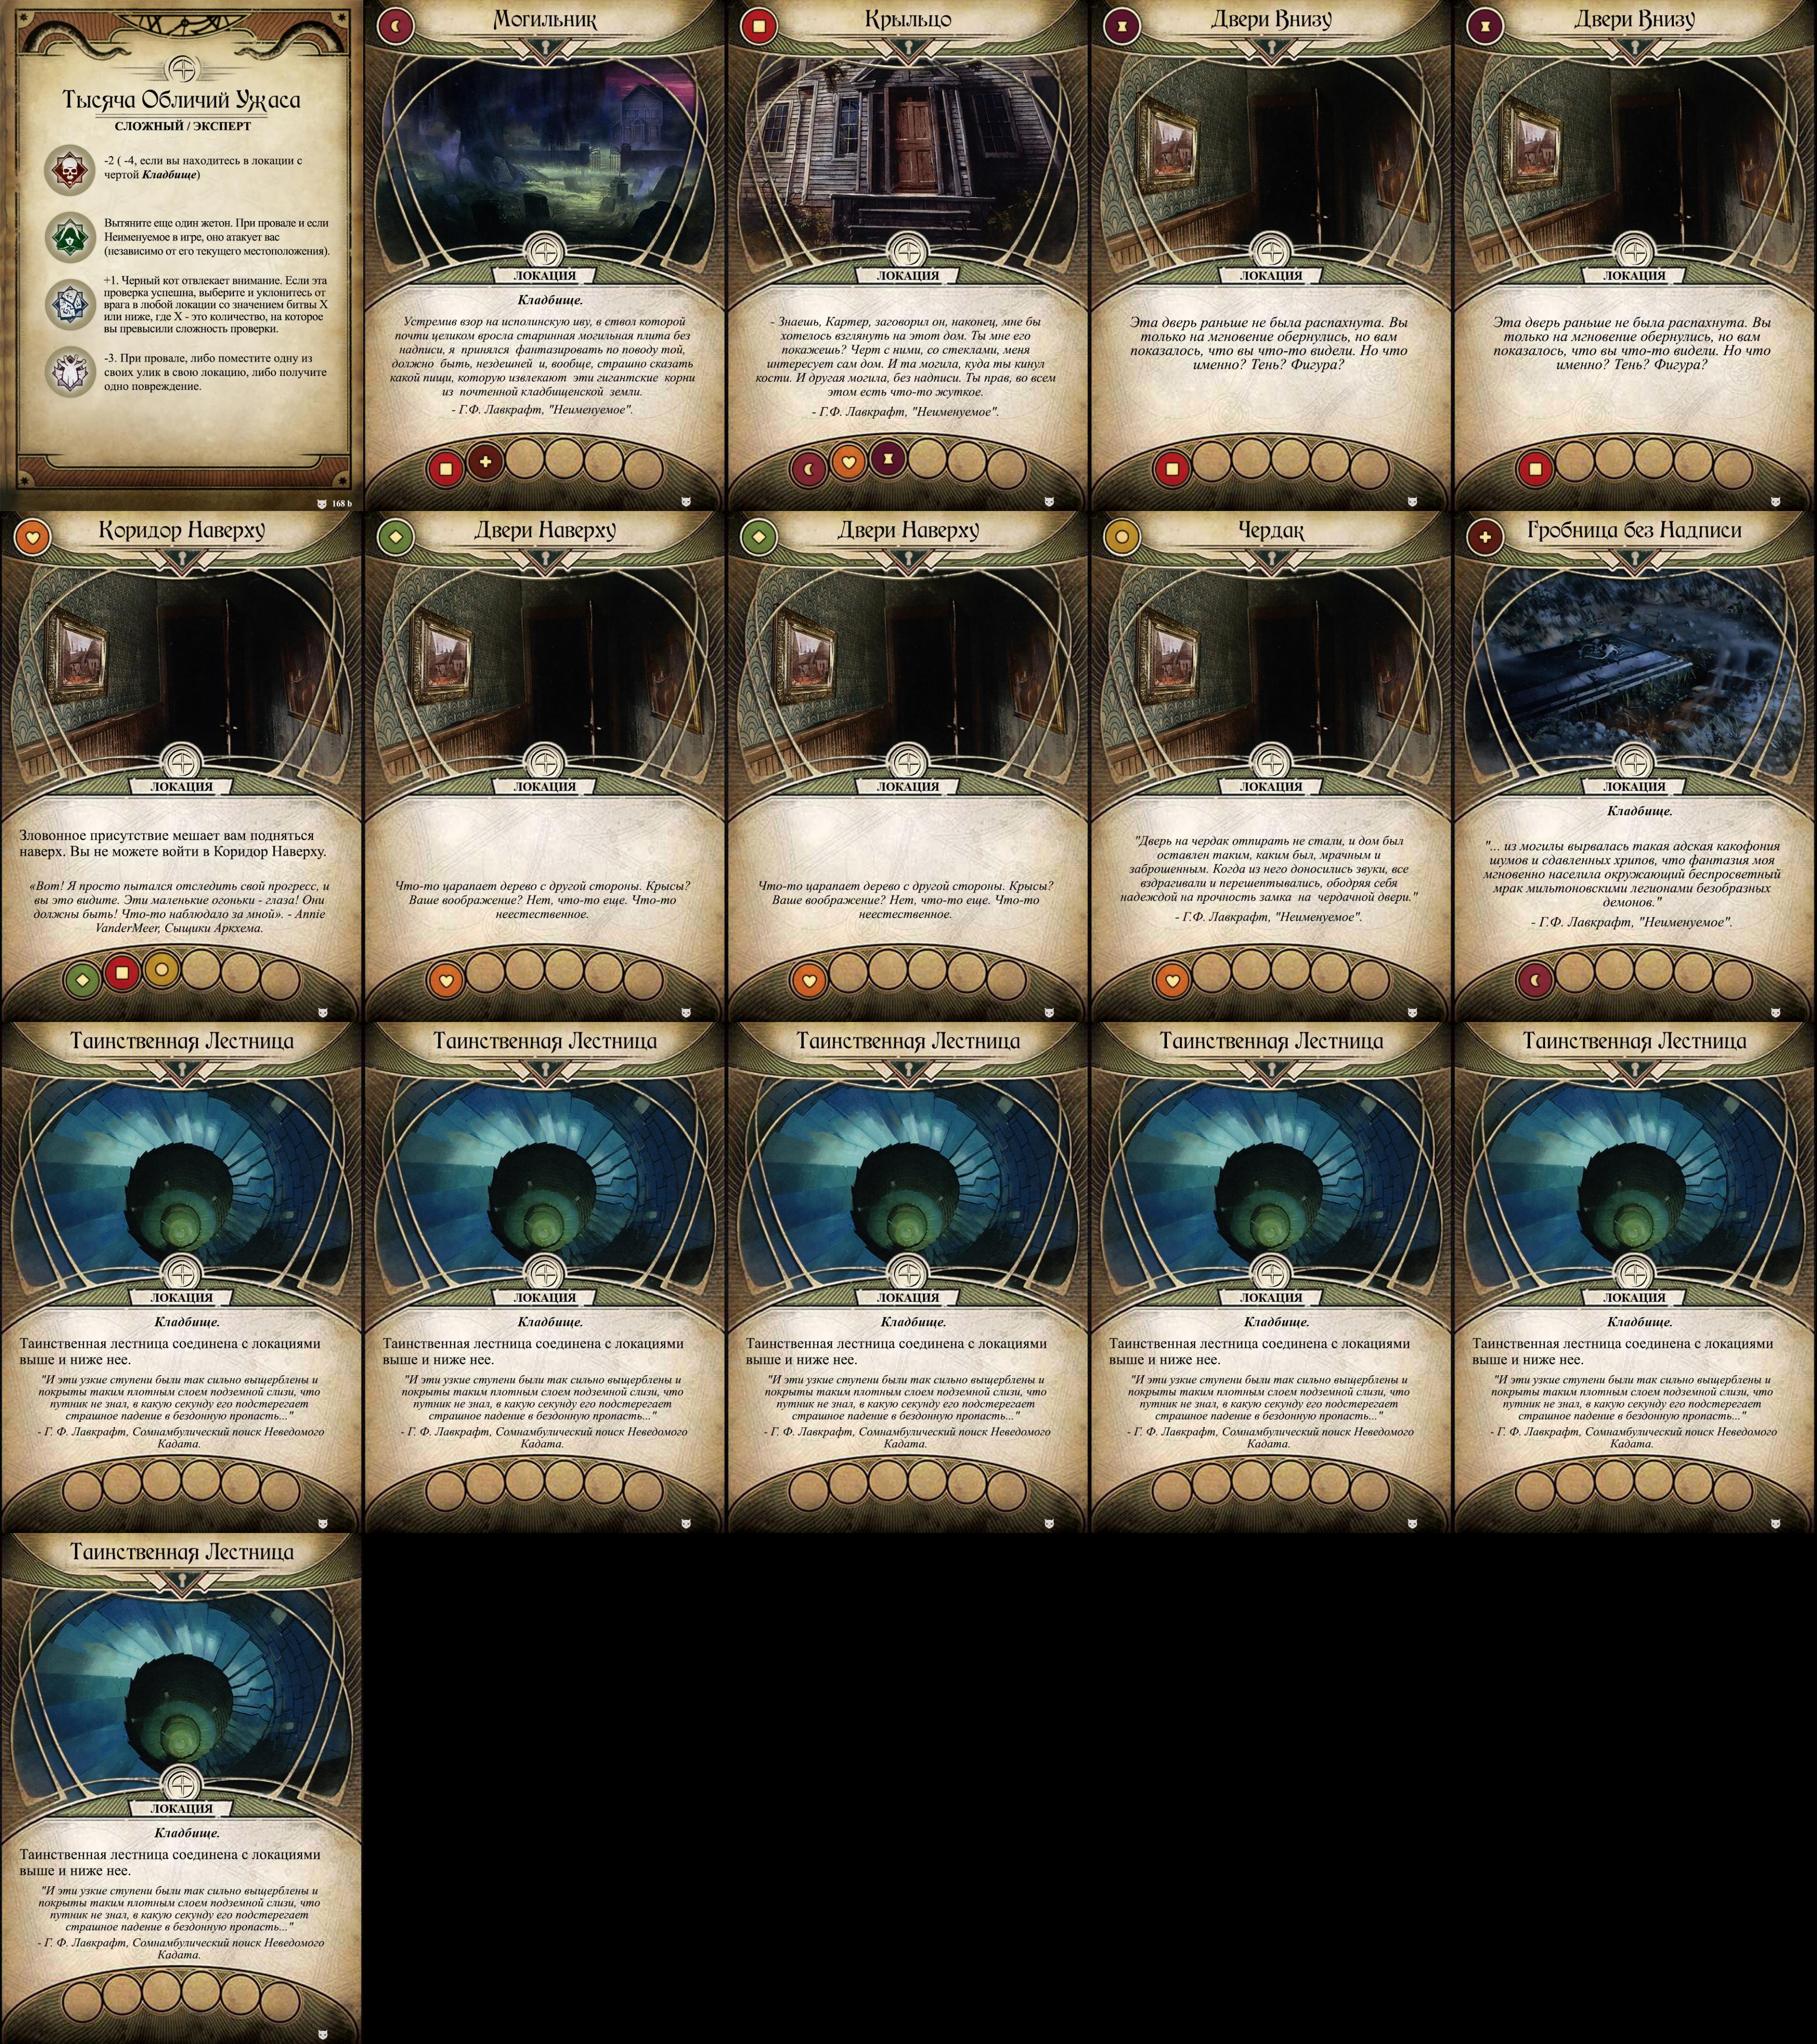 Тысяча Обличий Ужаса
СЛОЖНЫЙ / ЭКСПЕРТ
-2 ( -4, если вы находитесь в локации с
чертой Кладбище)
Вытяните еще один жетон. При провале и если
Неименуемое в игре, оно атакует вас
(независимо от его текущего местоположения).
+1. Черный кот отвлекает внимание. Если эта
проверка успешна, выберите и уклонитесь от
врага в любой локации со значением битвы X
или ниже, где X - это количество, на которое
вы превысили сложность проверки.
-3. При провале, либо поместите одну из
своих улик в свою локацию, либо получите
одно повреждение.
168 b
Могильник
ЛОКАЦИЯ
Кладбище.
Устремив взор на исполинскую иву, в ствол которой
почти целиком вросла старинная могильная плита без
надписи, я принялся фантазировать по поводу той,
должно быть, нездешней и, вообще, страшно сказать
какой пищи, которую извлекают эти гигантские корни
из почтенной кладбищенской земли.
- Г.Ф. Лавкрафт, "Неименуемое".
Крыльцо
ЛОКАЦИЯ
- Знаешь, Картер, заговорил он, наконец, мне бы
хотелось взглянуть на этот дом. Ты мне его
покажешь? Черт с ними, со стеклами, меня
интересует сам дом. И та могила, куда ты кинул
кости. И другая могила, без надписи. Ты прав, во всем
этом есть что-то жуткое.
- Г.Ф. Лавкрафт, "Неименуемое".
Двери Внизу
ЛОКАЦИЯ
Эта дверь раньше не была распахнута. Вы
только на мгновение обернулись, но вам
показалось, что вы что-то видели. Но что
именно? Тень? Фигура?
Двери Внизу
ЛОКАЦИЯ
Эта дверь раньше не была распахнута. Вы
только на мгновение обернулись, но вам
показалось, что вы что-то видели. Но что
именно? Тень? Фигура?
Коридор Наверху
ЛОКАЦИЯ
Зловонное присутствие мешает вам подняться
наверх. Вы не можете войти в Коридор Наверху.
«Вот! Я просто пытался отследить свой прогресс, и
вы это видите. Эти маленькие огоньки - глаза! Они
должны быть! Что-то наблюдало за мной». - Annie
VanderMeer, Сыщики Аркхема.
Двери Наверху
ЛОКАЦИЯ
Что-то царапает дерево с другой стороны. Крысы?
Ваше воображение? Нет, что-то еще. Что-то
неестественное.
Двери Наверху
ЛОКАЦИЯ
Что-то царапает дерево с другой стороны. Крысы?
Ваше воображение? Нет, что-то еще. Что-то
неестественное.
Чердак
ЛОКАЦИЯ
"Дверь на чердак отпирать не стали, и дом был
оставлен таким, каким был, мрачным и
заброшенным. Когда из него доносились звуки, все
вздрагивали и перешептывались, ободряя себя
надеждой на прочность замка на чердачной двери."
- Г.Ф. Лавкрафт, "Неименуемое".
Гробница без Надписи
ЛОКАЦИЯ
Кладбище.
"... из могилы вырвалась такая адская какофония
шумов и сдавленных хрипов, что фантазия моя
мгновенно населила окружающий беспросветный
мрак мильтоновскими легионами безобразных
демонов."
- Г.Ф. Лавкрафт, "Неименуемое".
Таинственная Лестница
ЛОКАЦИЯ
Кладбище.
Таинственная лестница соединена с локациями
выше и ниже нее.
"И эти узкие ступени были так сильно выщерблены и
покрыты таким плотным слоем подземной слизи, что
путник не знал, в какую секунду его подстерегает
страшное падение в бездонную пропасть..."
- Г. Ф. Лавкрафт, Сомнамбулический поиск Неведомого
Кадата.
Таинственная Лестница
ЛОКАЦИЯ
Кладбище.
Таинственная лестница соединена с локациями
выше и ниже нее.
"И эти узкие ступени были так сильно выщерблены и
покрыты таким плотным слоем подземной слизи, что
путник не знал, в какую секунду его подстерегает
страшное падение в бездонную пропасть..."
- Г. Ф. Лавкрафт, Сомнамбулический поиск Неведомого
Кадата.
Таинственная Лестница
ЛОКАЦИЯ
Кладбище.
Таинственная лестница соединена с локациями
выше и ниже нее.
"И эти узкие ступени были так сильно выщерблены и
покрыты таким плотным слоем подземной слизи, что
путник не знал, в какую секунду его подстерегает
страшное падение в бездонную пропасть..."
- Г. Ф. Лавкрафт, Сомнамбулический поиск Неведомого
Кадата.
Таинственная Лестница
ЛОКАЦИЯ
Кладбище.
Таинственная лестница соединена с локациями
выше и ниже нее.
"И эти узкие ступени были так сильно выщерблены и
покрыты таким плотным слоем подземной слизи, что
путник не знал, в какую секунду его подстерегает
страшное падение в бездонную пропасть..."
- Г. Ф. Лавкрафт, Сомнамбулический поиск Неведомого
Кадата.
Таинственная Лестница
ЛОКАЦИЯ
Кладбище.
Таинственная лестница соединена с локациями
выше и ниже нее.
"И эти узкие ступени были так сильно выщерблены и
покрыты таким плотным слоем подземной слизи, что
путник не знал, в какую секунду его подстерегает
страшное падение в бездонную пропасть..."
- Г. Ф. Лавкрафт, Сомнамбулический поиск Неведомого
Кадата.
Таинственная Лестница
ЛОКАЦИЯ
Кладбище.
Таинственная лестница соединена с локациями
выше и ниже нее.
"И эти узкие ступени были так сильно выщерблены и
покрыты таким плотным слоем подземной слизи, что
путник не знал, в какую секунду его подстерегает
страшное падение в бездонную пропасть..."
- Г. Ф. Лавкрафт, Сомнамбулический поиск Неведомого
Кадата.